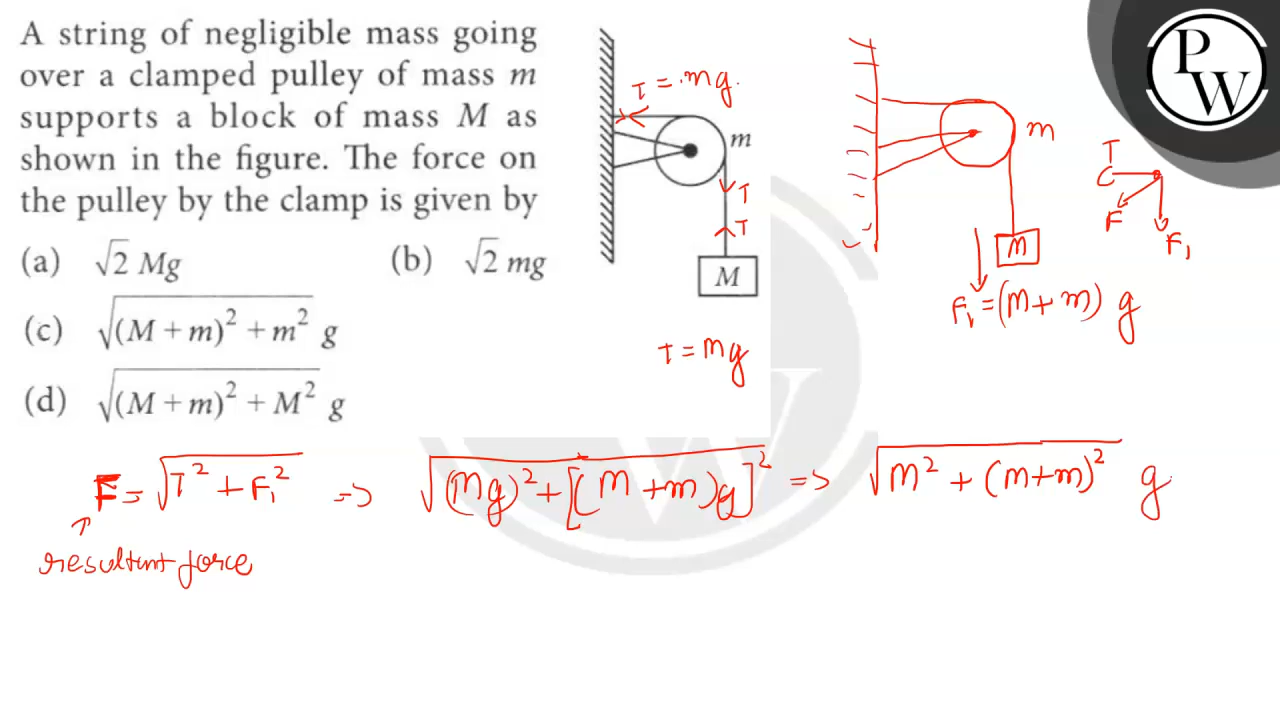 A string of negligible mass going
over a clamped pulley of mass m
supports a block of mass M as
shown in the figure. The force on
the pulley by the clamp is given by
(a) √2 Mg (b) √2 mg
(c) √((M + m)² + m²) g
(d) √((M + m)² + M²) g
T = mg
m
T
T
M
T = mg
m
M
F₁ = (M + m) g
T
F
F₁
F = √(T² + F₁²) => √((Mg)² + [(M + m)g]²) => √(M² + (M + m)²) g
resultant force
P
W